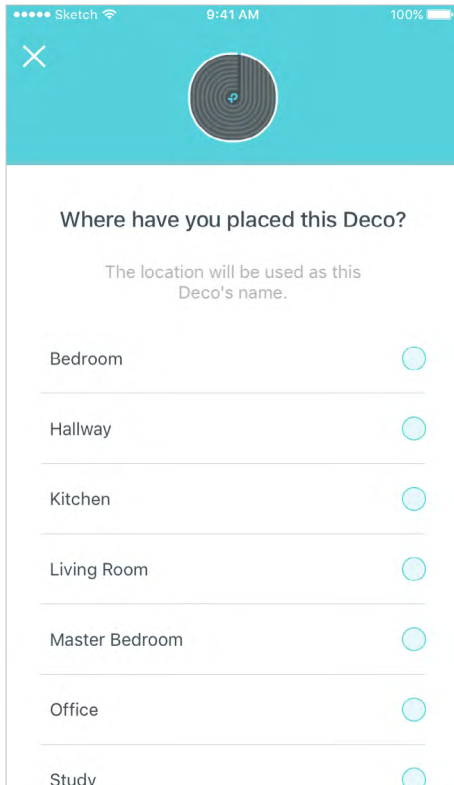 Sketch 9:41 AM 100%
Where have you placed this Deco?
The location will be used as this
Deco's name.
Bedroom
Hallway
Kitchen
Living Room
Master Bedroom
Office
Study